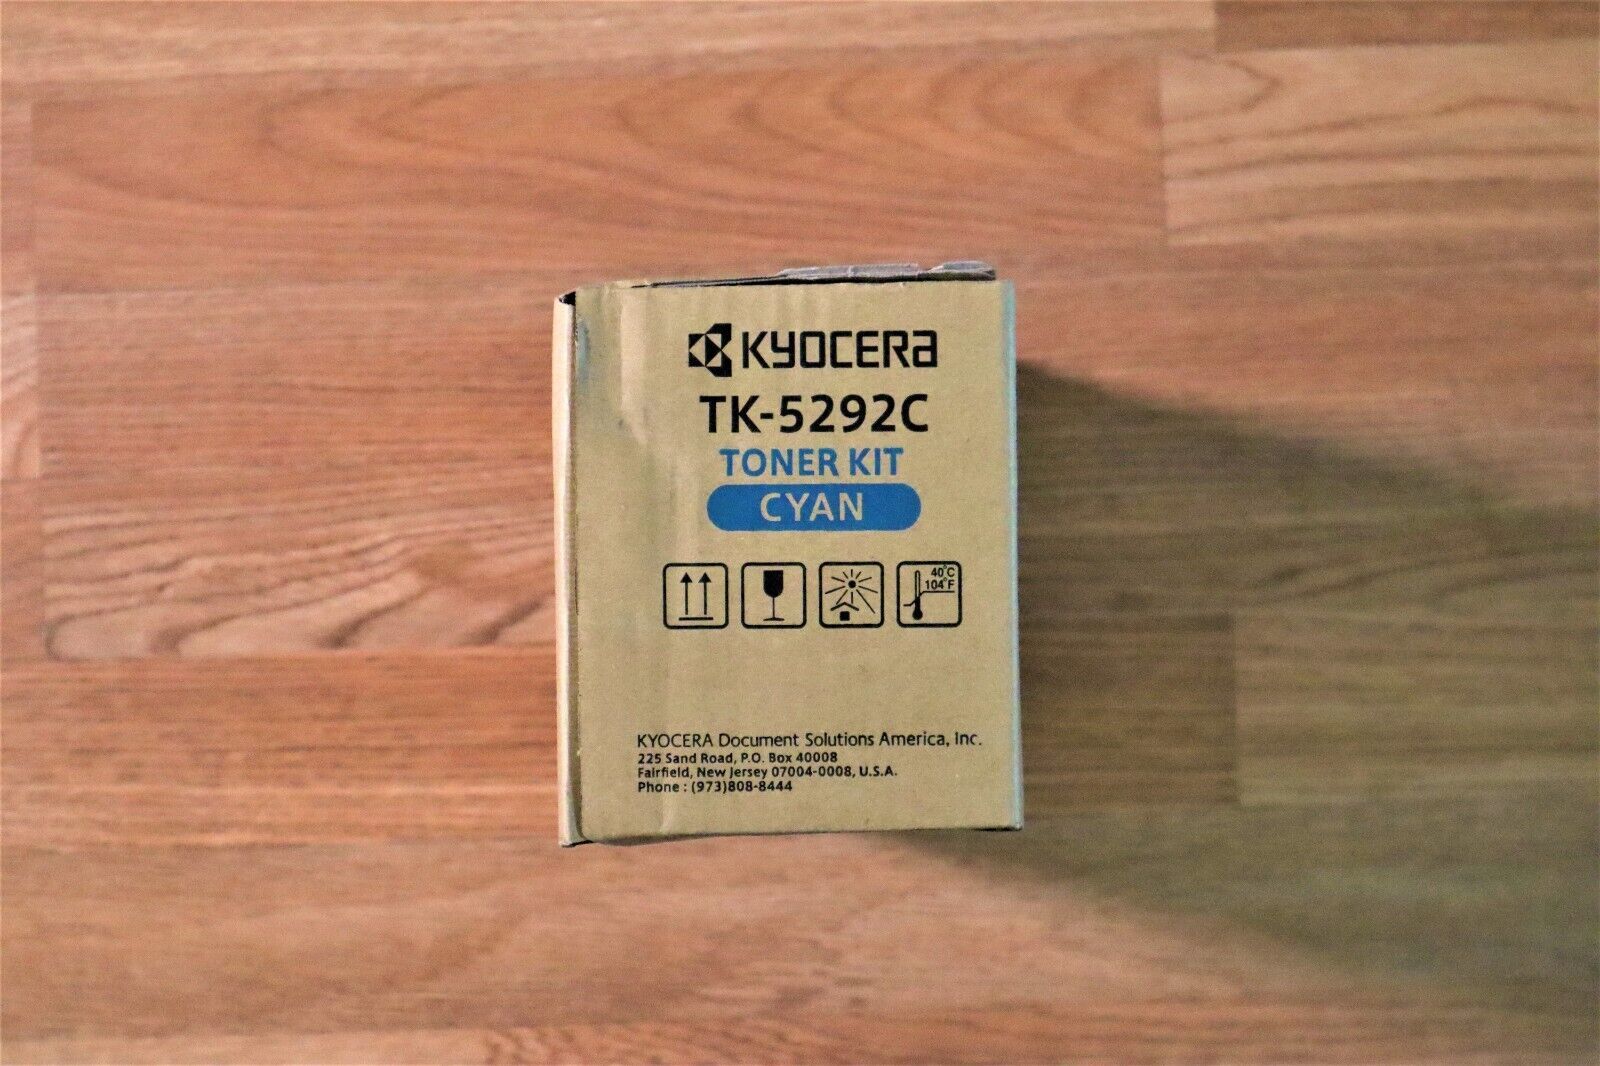 KYOCERA
TK-5292C
TONER KIT
CYAN
40°C
104°F
KYOCERA Document Solutions America, Inc.
225 Sand Road, P.O. Box 40008
Fairfield, New Jersey 07004-0008, U.S.A.
Phone : (973)808-8444